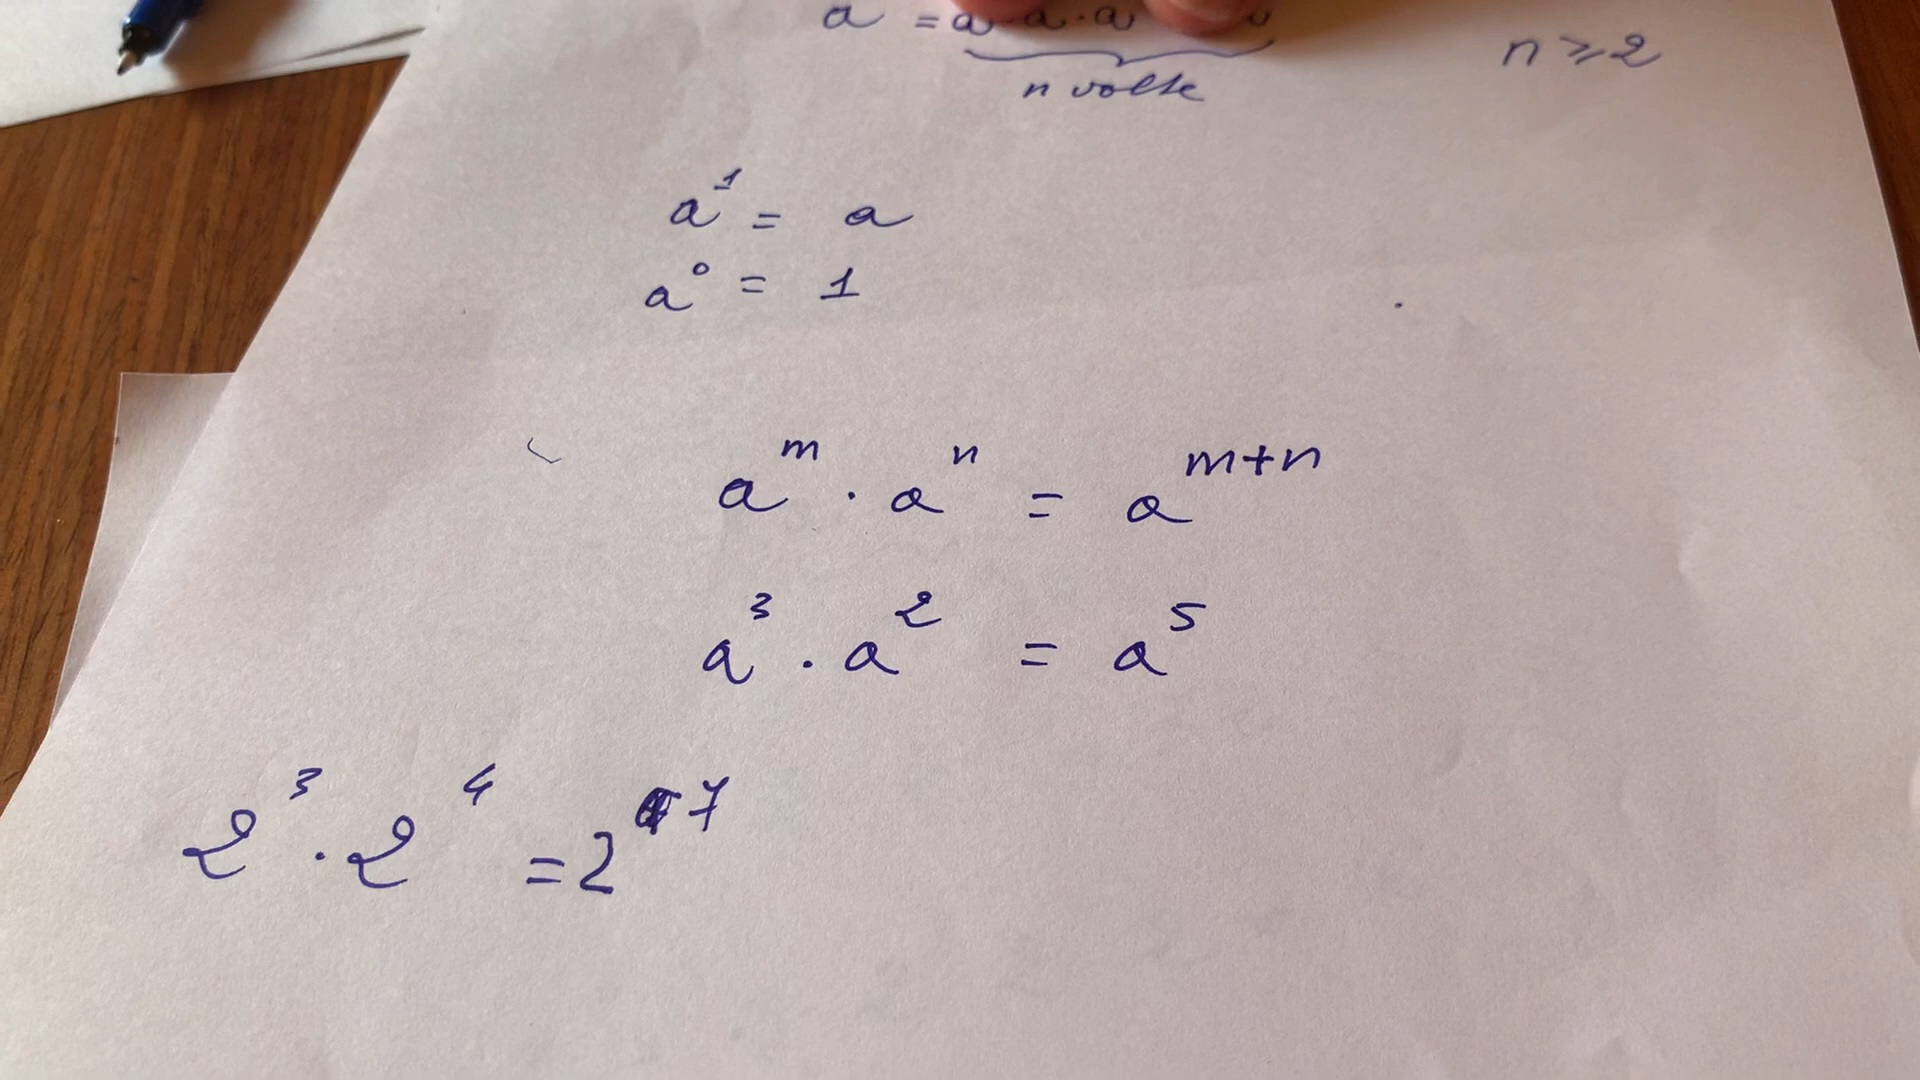 a = a · a · a n ≥ 2
n volte
a¹ = a
a⁰ = 1
aᵐ · aⁿ = aᵐ⁺ⁿ
a³ · a² = a⁵
2³ · 2⁴ = 2⁷